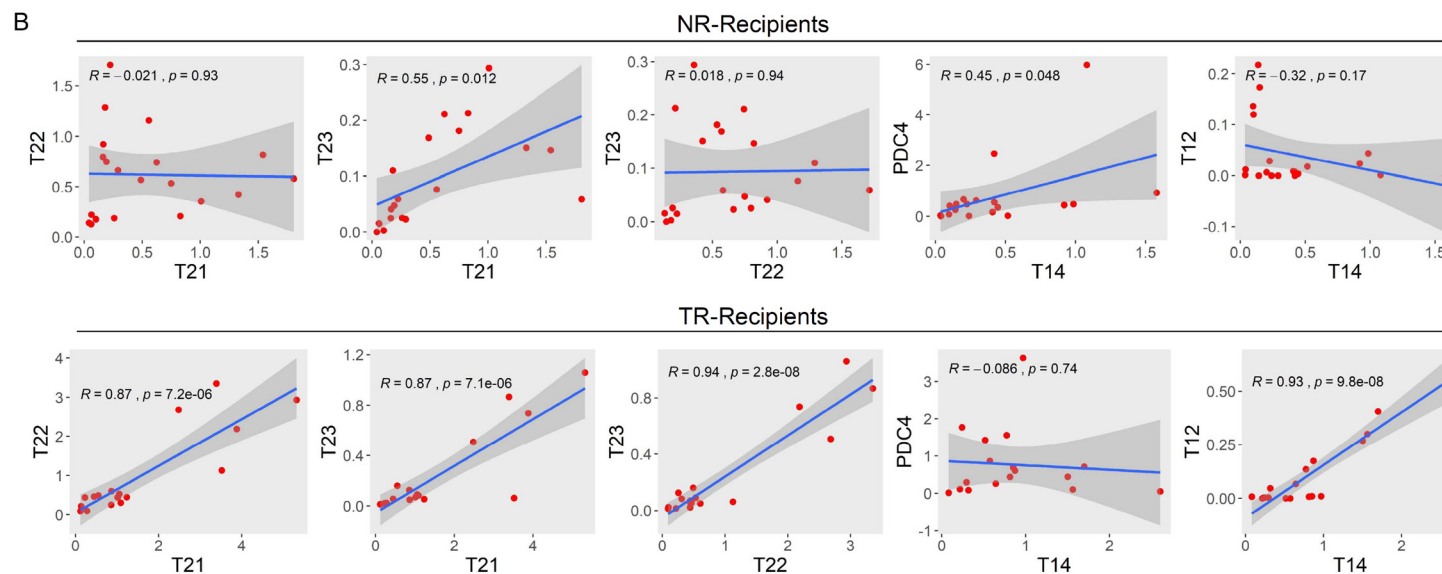 B
NR-Recipients
R = −0.021 , p = 0.93
T22
1.5
1.0
0.5
0.0
0.0 0.5 1.0 1.5
T21
R = 0.55 , p = 0.012
T23
0.3
0.2
0.1
0.0
0.0 0.5 1.0 1.5
T21
R = 0.018 , p = 0.94
T23
0.3
0.2
0.1
0.0
0.5 1.0 1.5
T22
R = 0.45 , p = 0.048
PDC4
6
4
2
0
0.0 0.5 1.0 1.5
T14
R = −0.32 , p = 0.17
T12
0.2
0.1
0.0
-0.1
0.0 0.5 1.0 1.5
T14
TR-Recipients
R = 0.87 , p = 7.2e-06
T22
4
3
2
1
0
0 2 4
T21
R = 0.87 , p = 7.1e-06
T23
1.2
0.8
0.4
0.0
0 2 4
T21
R = 0.94 , p = 2.8e-08
T23
1.2
0.8
0.4
0.0
0 1 2 3
T22
R = −0.086 , p = 0.74
PDC4
3
2
1
0
-1
0 1 2
T14
R = 0.93 , p = 9.8e-08
T12
0.50
0.25
0.00
0 1 2
T14